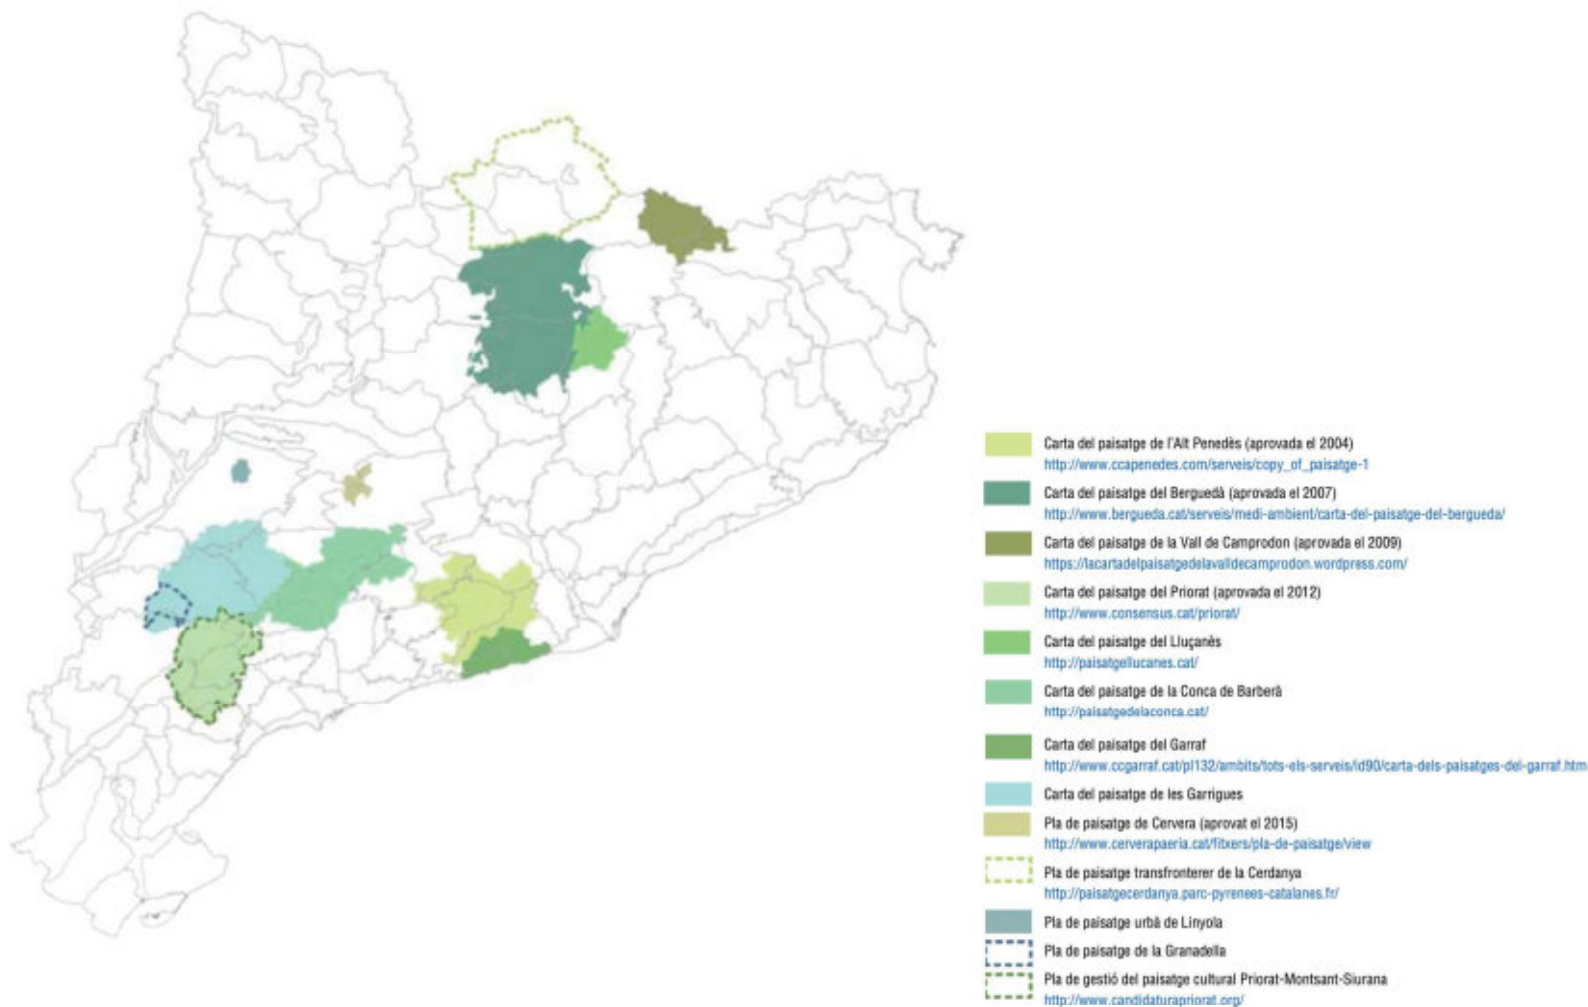 Carta del paisatge de l'Alt Penedès (aprovada el 2004)
http://www.ccapenedes.com/serveis/copy_of_paisatge-1
Carta del paisatge del Berguedà (aprovada el 2007)
http://www.bergueda.cat/serveis/medi-ambient/carta-del-paisatge-del-bergueda/
Carta del paisatge de la Vall de Camprodon (aprovada el 2009)
https://lacartadelpaisatgedelavalldecamprodon.wordpress.com/
Carta del paisatge del Priorat (aprovada el 2012)
http://www.consensus.cat/priorat/
Carta del paisatge del Lluçanès
http://paisatgellucanes.cat/
Carta del paisatge de la Conca de Barberà
http://paisatgedelaconca.cat/
Carta del paisatge del Garraf
http://www.ccgarraf.cat/pl132/ambits/tots-els-serveis/id90/carta-dels-paisatges-del-garraf.htm
Carta del paisatge de les Garrigues
Pla de paisatge de Cervera (aprovat el 2015)
http://www.cerverapaeria.cat/fitxers/pla-de-paisatge/view
Pla de paisatge transfronterer de la Cerdanya
http://paisatgecerdanya.parc-pyrenees-catalanes.fr/
Pla de paisatge urbà de Linyola
Pla de paisatge de la Granadella
Pla de gestió del paisatge cultural Priorat-Montsant-Siurana
http://www.candidaturapriorat.org/